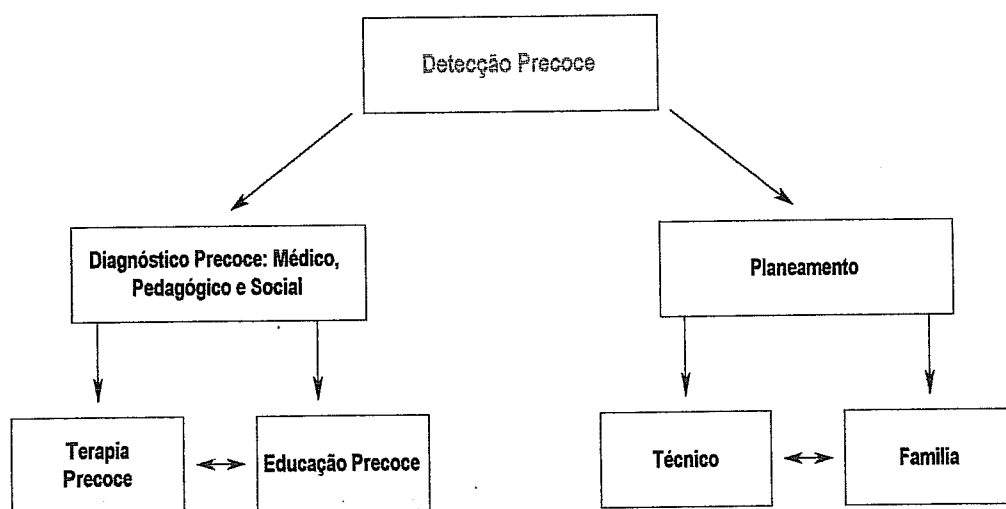 Detecção Precoce
Diagnóstico Precoce: Médico,
Pedagógico e Social
Planeamento
Terapia
Precoce
Educação Precoce
Técnico
Familia